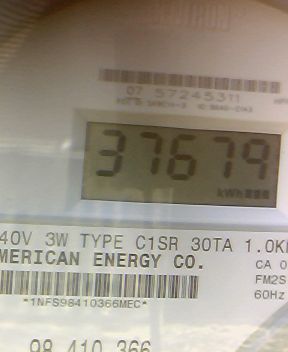 07 57245311
37679
kWh
40V 3W TYPE C1SR 30TA 1.0K
MERICAN ENERGY CO.
CA 0
FM2S
60Hz
*1NFS98410366MEC*
98 410 366